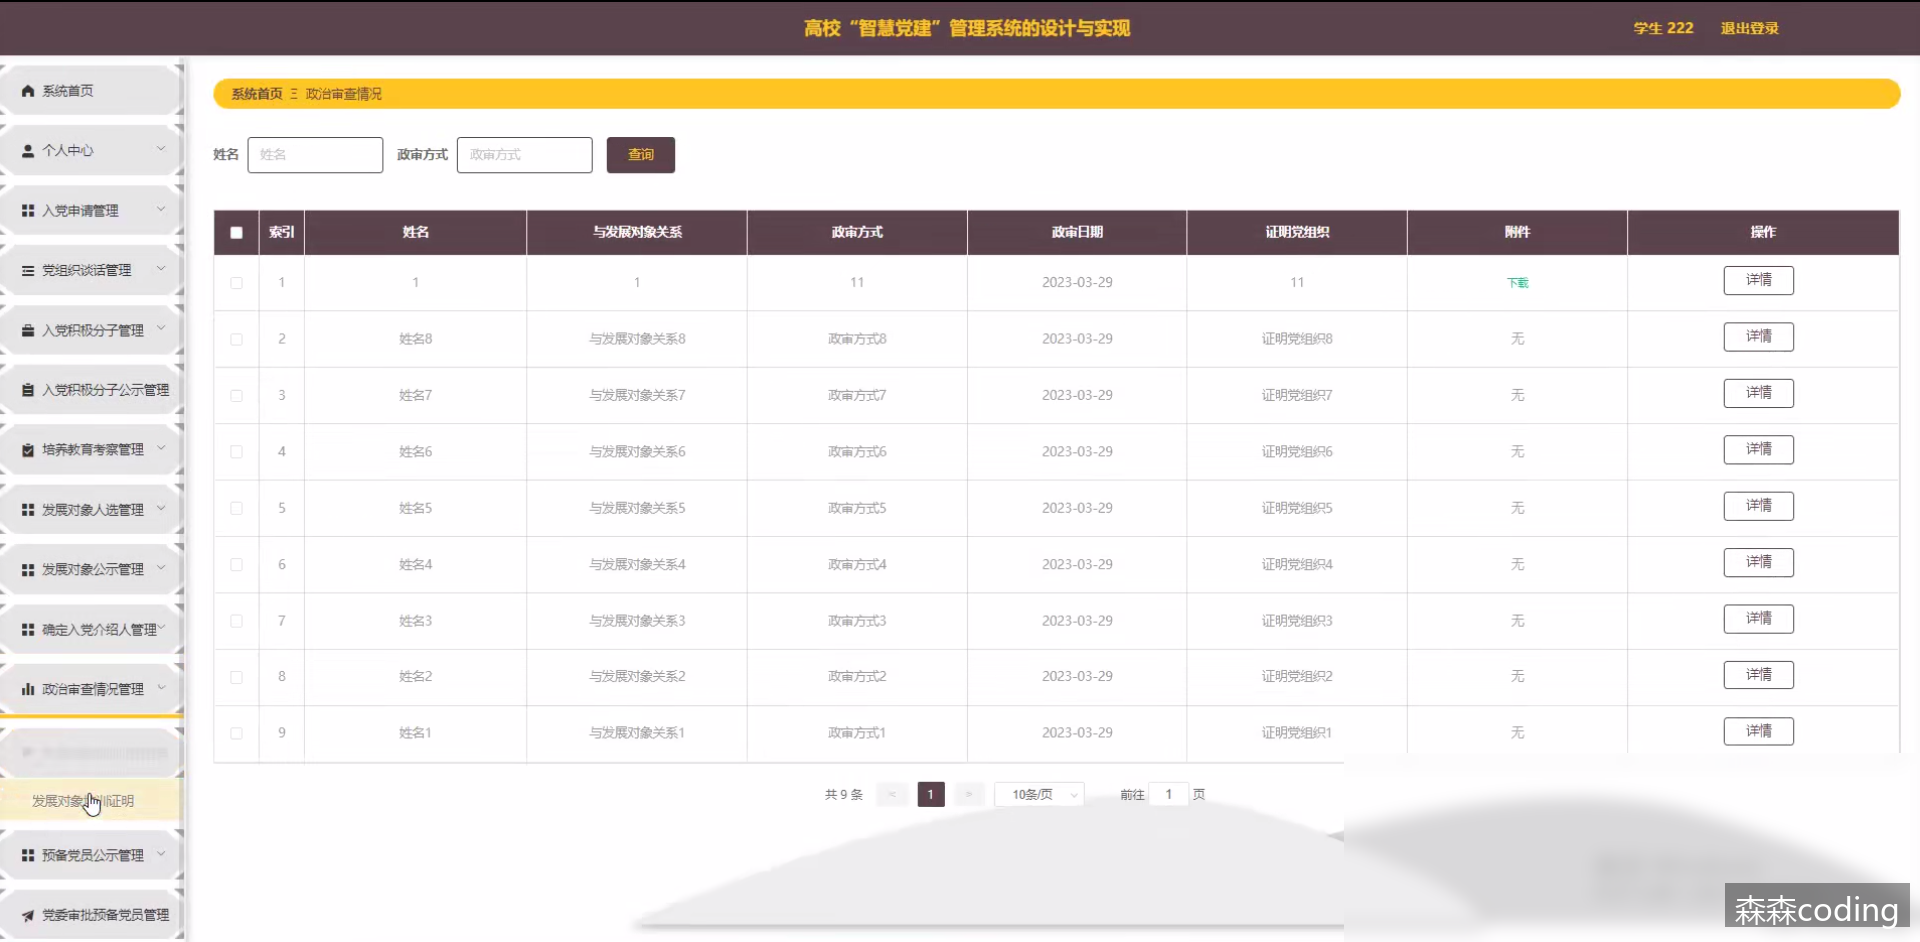 高校“智慧党建”管理系统的设计与实现
学生 222
退出登录
系统首页
个人中心
入党申请管理
党组织谈话管理
入党积极分子管理
入党积极分子公示管理
培养教育考察管理
发展对象人选管理
发展对象公示管理
确定入党介绍人管理
政治审查情况管理
预备党员公示管理
党委审批预备党员管理
系统首页 Ξ 政治审查情况
姓名 姓名 政审方式 政审方式 查询
索引 姓名 与发展对象关系 政审方式 政审日期 证明党组织 附件 操作
1 1 1 11 2023-03-29 11 下载 详情
2 姓名8 与发展对象关系8 政审方式8 2023-03-29 证明党组织8 无 详情
3 姓名7 与发展对象关系7 政审方式7 2023-03-29 证明党组织7 无 详情
4 姓名6 与发展对象关系6 政审方式6 2023-03-29 证明党组织6 无 详情
5 姓名5 与发展对象关系5 政审方式5 2023-03-29 证明党组织5 无 详情
6 姓名4 与发展对象关系4 政审方式4 2023-03-29 证明党组织4 无 详情
7 姓名3 与发展对象关系3 政审方式3 2023-03-29 证明党组织3 无 详情
8 姓名2 与发展对象关系2 政审方式2 2023-03-29 证明党组织2 无 详情
9 姓名1 与发展对象关系1 政审方式1 2023-03-29 证明党组织1 无 详情
共 9 条 < 1 > 10条/页 前往 1 页
森森coding